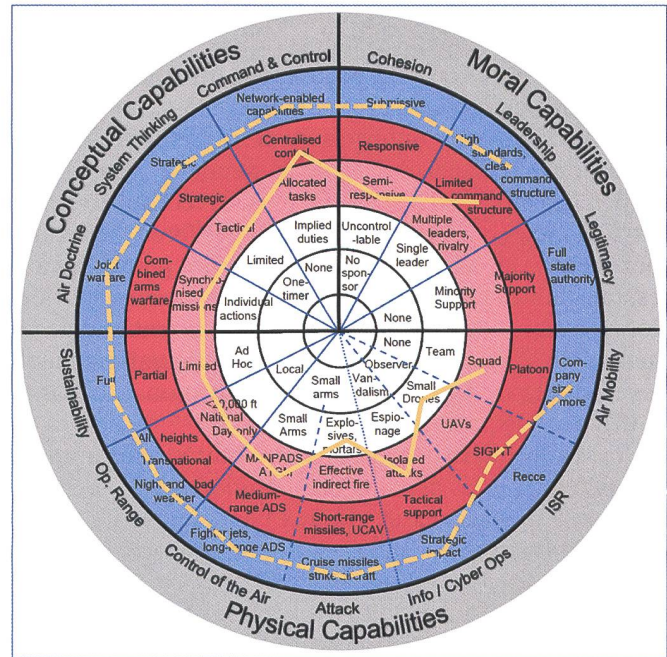 Conceptual Capabilities
Moral Capabilities
Physical Capabilities
Command & Control
Cohesion
System Thinking
Leadership
Air Doctrine
Legitimacy
Sustainability
Air Mobility
Op. Range
ISR
Control of the Air
Attack
Info / Cyber Ops
Network-enabled
capabilities
Submissive
High
standards,
clear
command
structure
Strategic
Centralised
control
Responsive
Limited
command
structure
Strategic
Allocated
tasks
Semi-
responsive
Multiple
leaders,
rivalry
Full
state
authority
Tactical
Implied
duties
Uncontrol
-lable
Single
leader
Majority
Support
Joint
warfare
Com-
bined
arms
warfare
Synchro-
nised
missions
Limited
None
No
spon-
sor
Minority
Support
Individual
actions
One-
timer
None
Full
Partial
Limited
Ad
Hoc
Local
None
Observer
Team
Squad
Platoon
Com-
pany
size,
more
Small
arms
Van-
dalism
Small
Drones
<10,000 ft
National
Day only
Small
Arms
Explo-
sives,
mortars
Espio-
nage
UAVs
All heights
Transnational
Night and bad
weather
MANPADS
ATGM
Effective
indirect fire
Isolated
attacks
SIGINT
Recce
Medium-
range ADS
Short-range
missiles, UCAV
Tactical
support
Fighter jets,
long-range ADS
Cruise missiles
strike aircraft
Strategic
impact